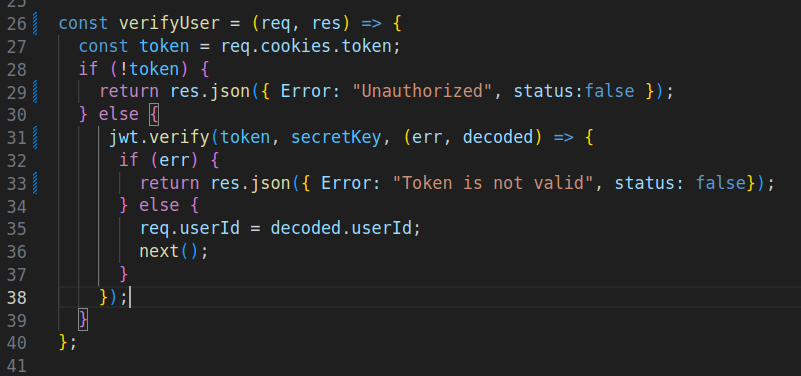 25
26 const verifyUser = (req, res) => {
27   const token = req.cookies.token;
28   if (!token) {
29     return res.json({ Error: "Unauthorized", status:false });
30   } else {
31      jwt.verify(token, secretKey, (err, decoded) => {
32       if (err) {
33         return res.json({ Error: "Token is not valid", status: false});
34       } else {
35         req.userId = decoded.userId;
36         next();
37       }
38     });
39   }
40 };
41